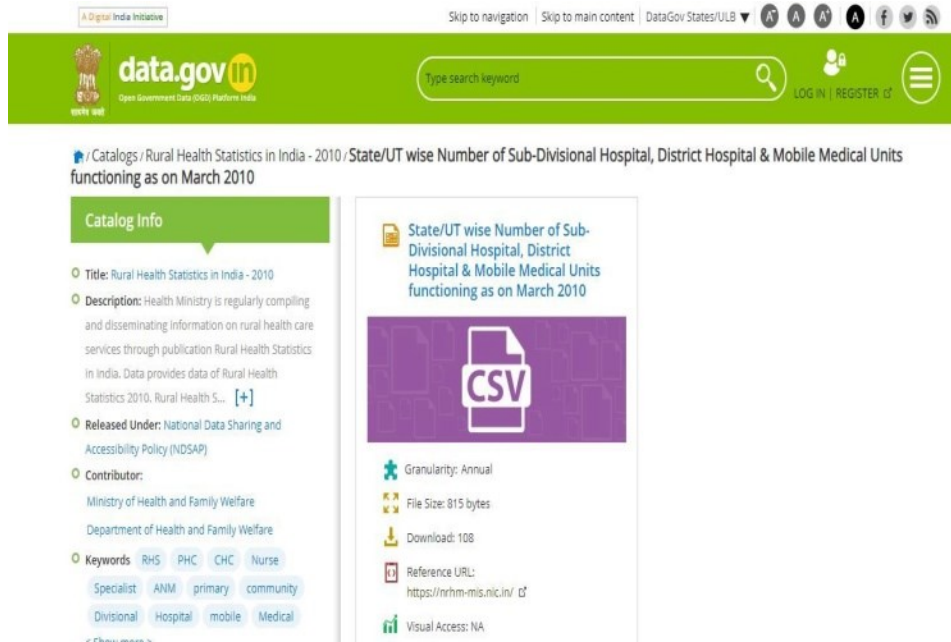 A Digital India Initiative
Skip to navigation Skip to main content DataGov States/ULB ▼ A- A A+ A
data.gov in
Open Government Data (OGD) Platform India
सत्यमेव जयते
Type search keyword
LOG IN | REGISTER
/ Catalogs / Rural Health Statistics in India - 2010 / State/UT wise Number of Sub-Divisional Hospital, District Hospital & Mobile Medical Units
functioning as on March 2010
Catalog Info
Title: Rural Health Statistics in India - 2010
Description: Health Ministry is regularly compiling
and disseminating information on rural health care
services through publication Rural Health Statistics
in India. Data provides data of Rural Health
Statistics 2010. Rural Health S... [+]
Released Under: National Data Sharing and
Accessibility Policy (NDSAP)
Contributor:
Ministry of Health and Family Welfare
Department of Health and Family Welfare
Keywords RHS PHC CHC Nurse
Specialist ANM primary community
Divisional Hospital mobile Medical
< Show more >
State/UT wise Number of Sub-
Divisional Hospital, District
Hospital & Mobile Medical Units
functioning as on March 2010
CSV
Granularity: Annual
File Size: 815 bytes
Download: 108
Reference URL:
https://nrhm-mis.nic.in/
Visual Access: NA